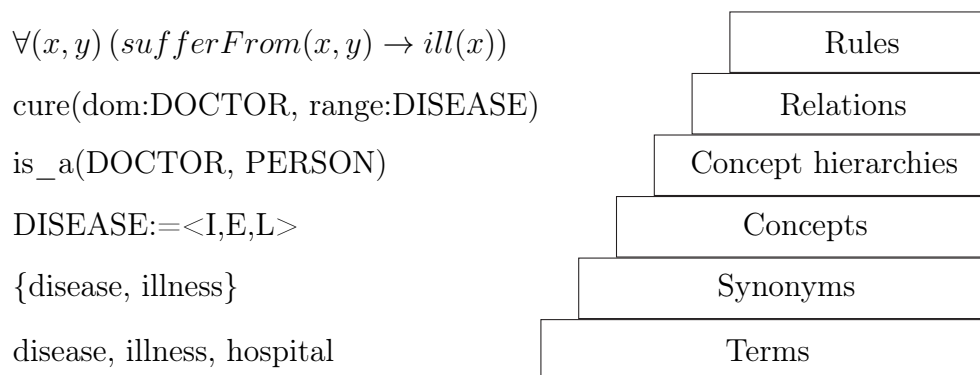 ∀(x, y) (sufferFrom(x, y) → ill(x)) Rules
cure(dom:DOCTOR, range:DISEASE) Relations
is_a(DOCTOR, PERSON) Concept hierarchies
DISEASE:=<I,E,L> Concepts
{disease, illness} Synonyms
disease, illness, hospital Terms